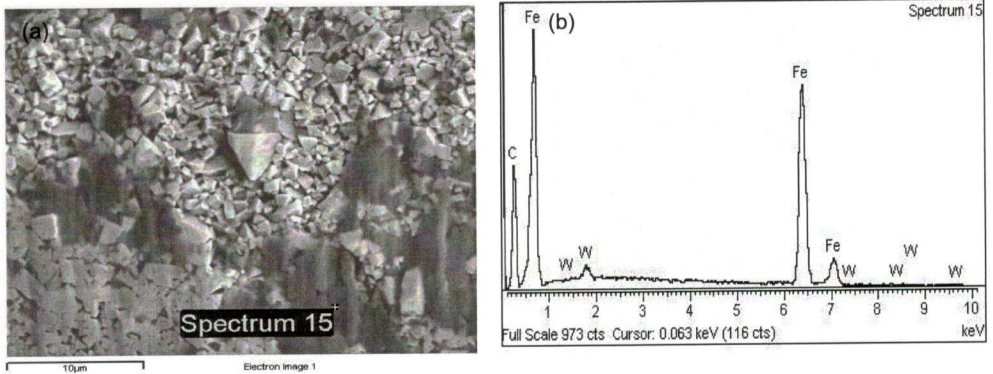 (a)
Spectrum 15
10µm
Electron Image 1
(b)
Spectrum 15
Fe
C
W
W
Fe
Fe
W
W
W
W
1 2 3 4 5 6 7 8 9 10
Full Scale 973 cts Cursor: 0.063 keV (116 cts)
keV